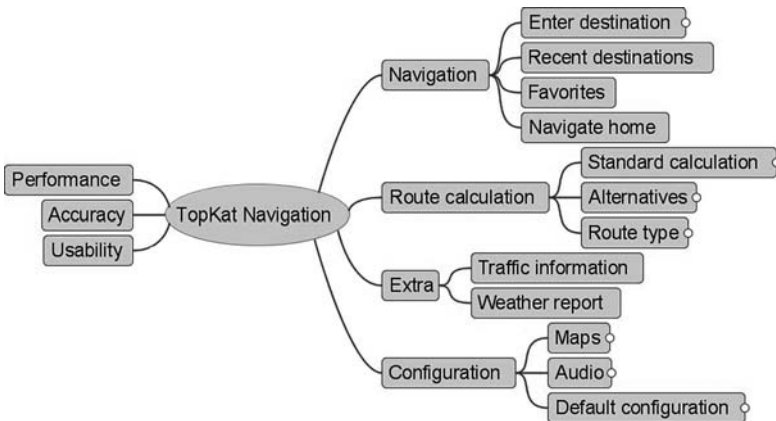 Performance
Accuracy
Usability
TopKat Navigation
Navigation
Enter destination
Recent destinations
Favorites
Navigate home
Route calculation
Standard calculation
Alternatives
Route type
Extra
Traffic information
Weather report
Configuration
Maps
Audio
Default configuration